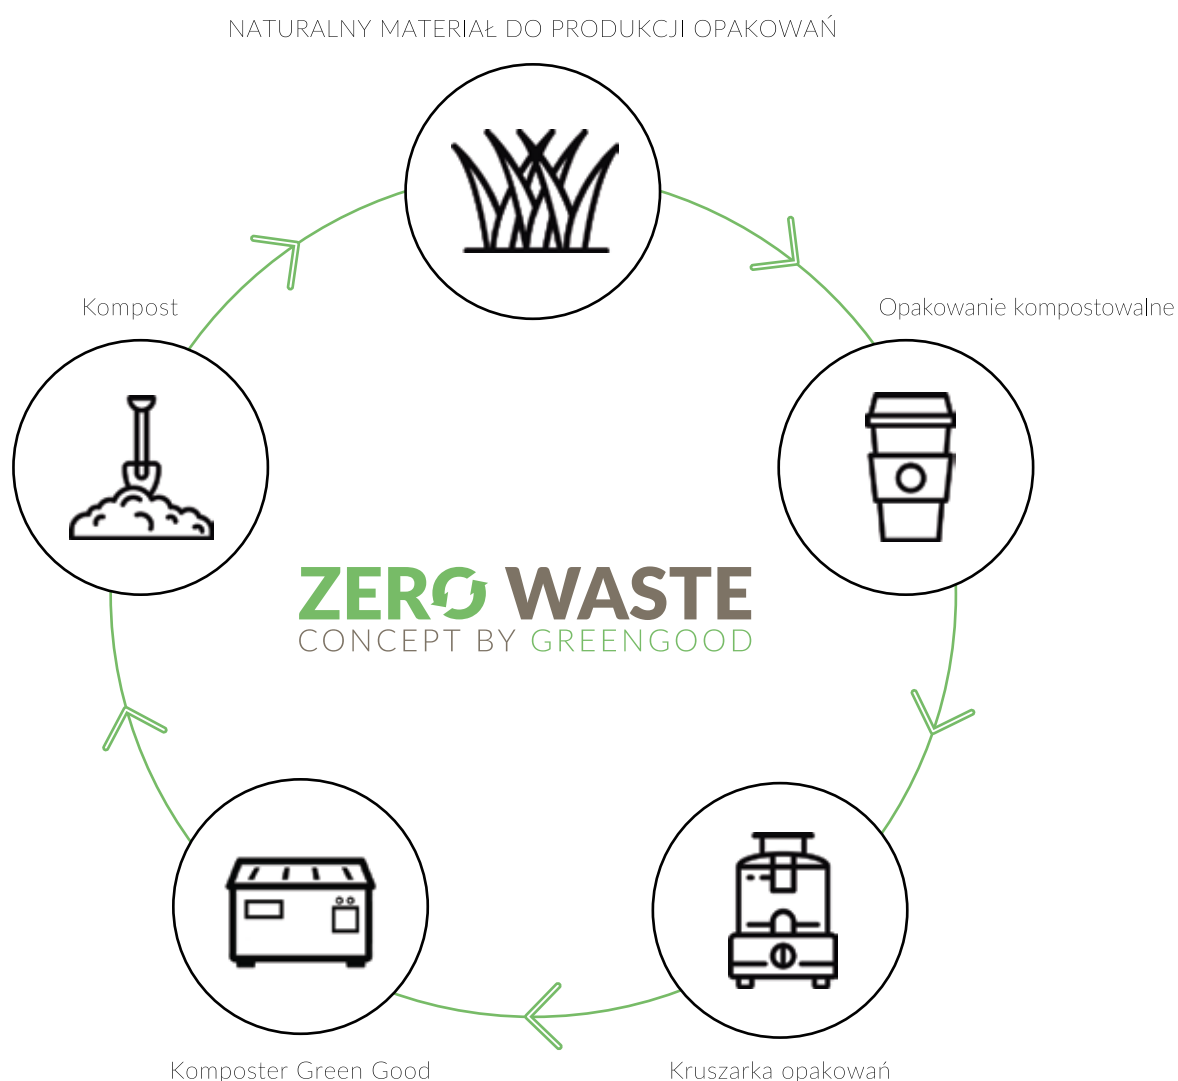 NATURALNY MATERIAŁ DO PRODUKCJI OPAKOWAŃ
Kompost
Opakowanie kompostowalne
ZERO WASTE
CONCEPT BY GREENGOOD
Komposter Green Good
Kruszarka opakowań